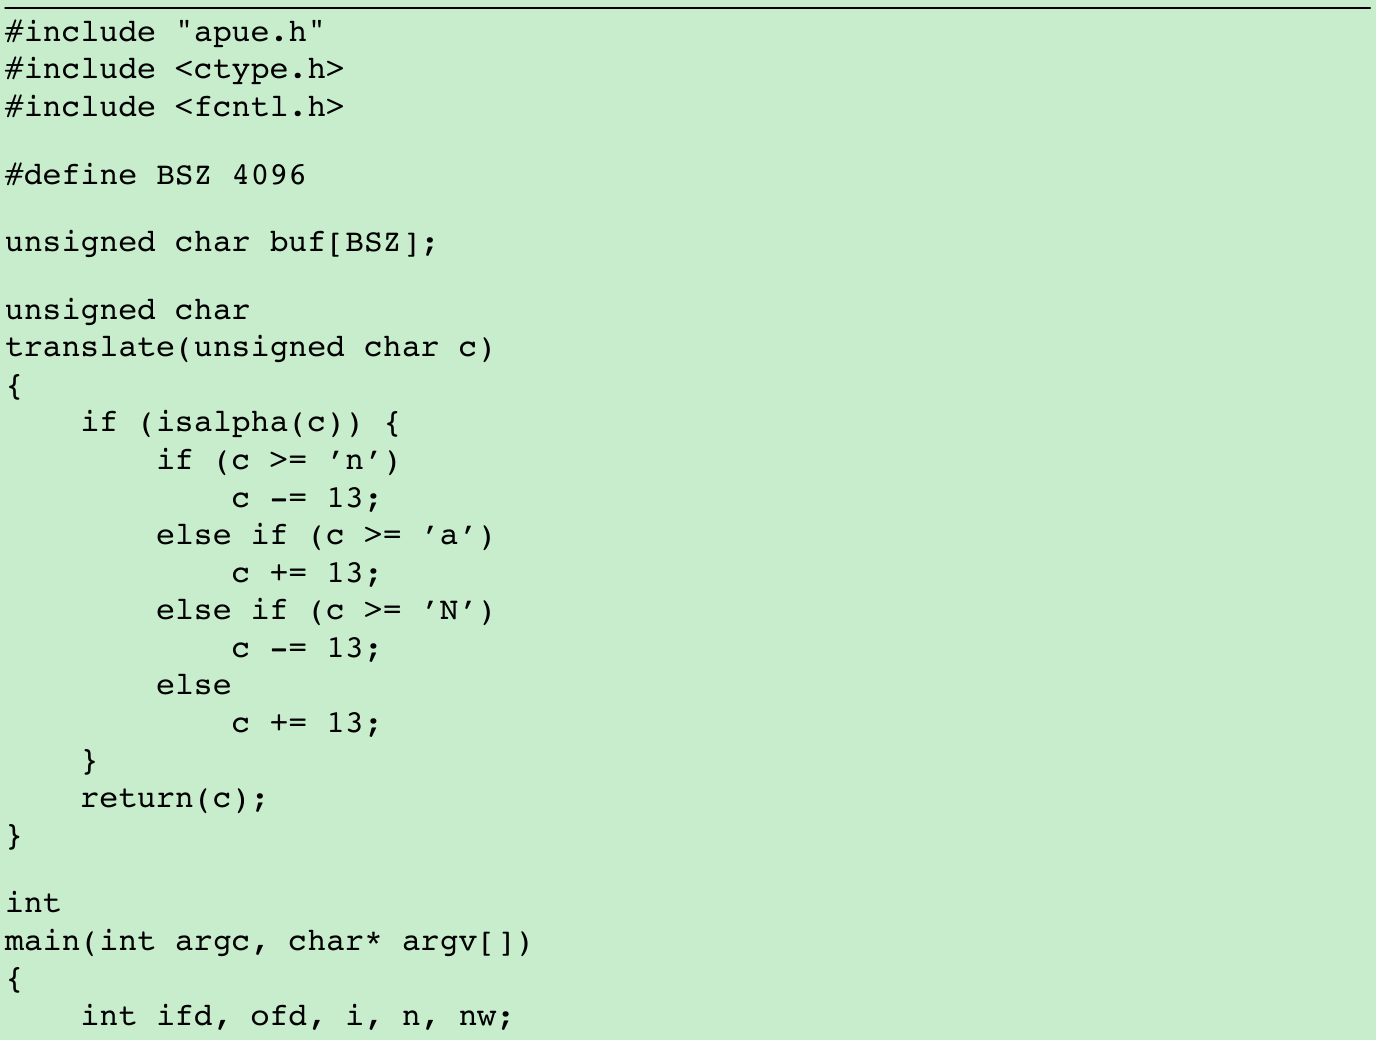 #include "apue.h"
#include <ctype.h>
#include <fcntl.h>
#define BSZ 4096
unsigned char buf[BSZ];
unsigned char
translate(unsigned char c)
{
    if (isalpha(c)) {
        if (c >= ’n’)
            c -= 13;
        else if (c >= ’a’)
            c += 13;
        else if (c >= ’N’)
            c -= 13;
        else
            c += 13;
    }
    return(c);
}
int
main(int argc, char* argv[])
{
    int ifd, ofd, i, n, nw;